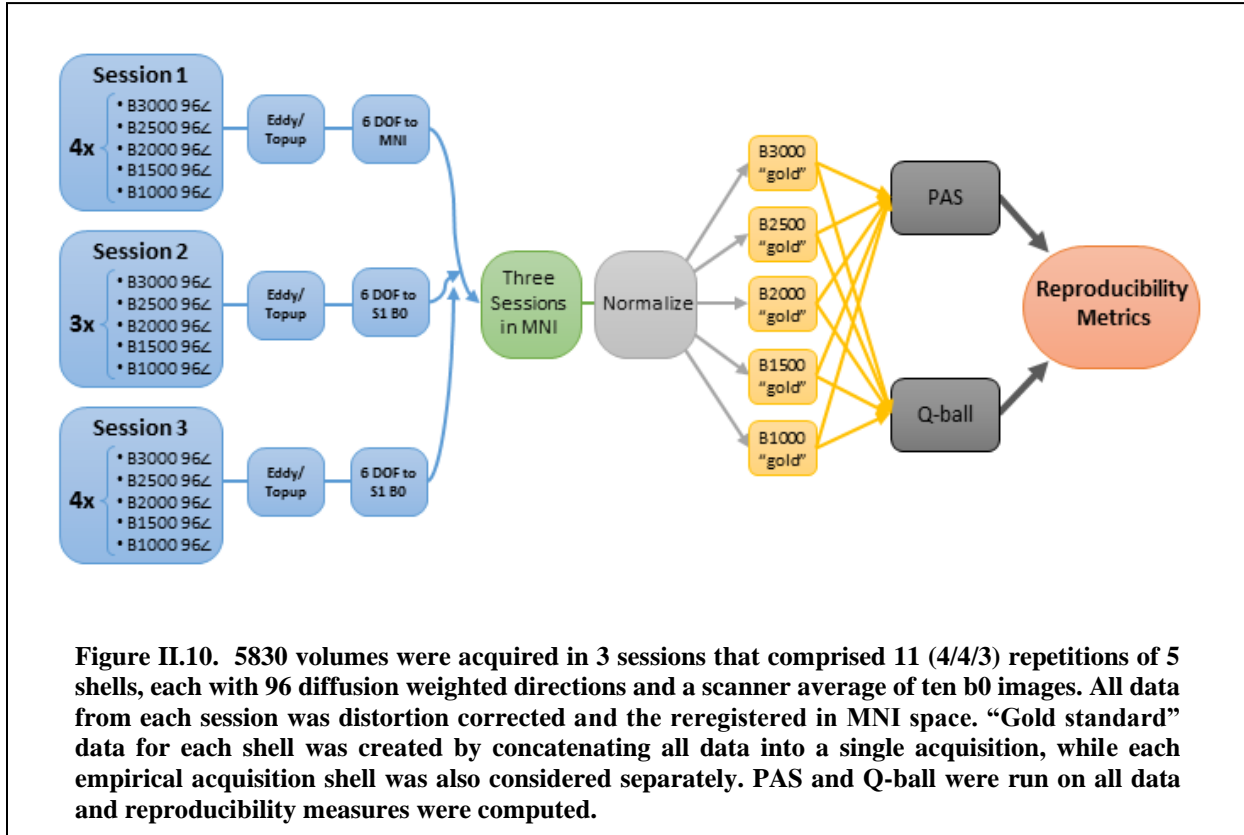 Session 1
4x
• B3000 96∠
• B2500 96∠
• B2000 96∠
• B1500 96∠
• B1000 96∠
Eddy/
Topup
6 DOF to
MNI
Session 2
3x
• B3000 96∠
• B2500 96∠
• B2000 96∠
• B1500 96∠
• B1000 96∠
Eddy/
Topup
6 DOF to
S1 B0
Session 3
4x
• B3000 96∠
• B2500 96∠
• B2000 96∠
• B1500 96∠
• B1000 96∠
Eddy/
Topup
6 DOF to
S1 B0
Three
Sessions
in MNI
Normalize
B3000
“gold”
B2500
“gold”
B2000
“gold”
B1500
“gold”
B1000
“gold”
PAS
Q-ball
Reproducibility
Metrics
Figure II.10. 5830 volumes were acquired in 3 sessions that comprised 11 (4/4/3) repetitions of 5
shells, each with 96 diffusion weighted directions and a scanner average of ten b0 images. All data
from each session was distortion corrected and the reregistered in MNI space. “Gold standard”
data for each shell was created by concatenating all data into a single acquisition, while each
empirical acquisition shell was also considered separately. PAS and Q-ball were run on all data
and reproducibility measures were computed.